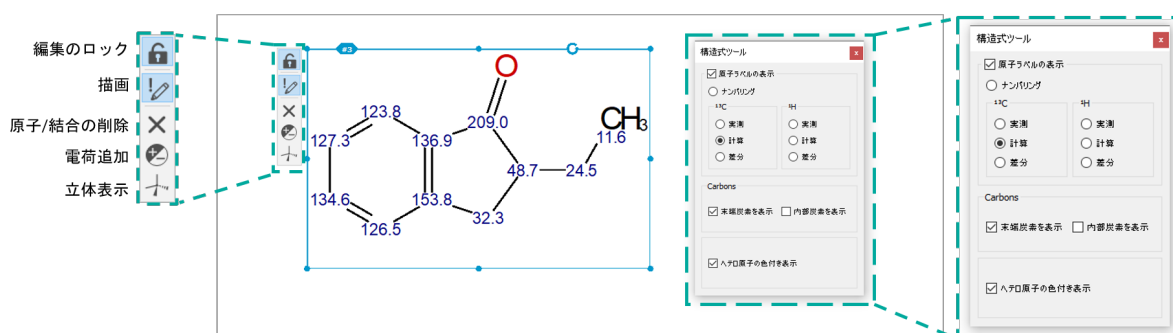 編集のロック
描画
原子/結合の削除
電荷追加
立体表示
#3
O
CH3
123.8
209.0
11.6
127.3
136.9
48.7
24.5
134.6
153.8
32.3
126.5
構造式ツール
x
原子ラベルの表示
ナンバリング
¹³C
¹H
実測
実測
計算
計算
差分
差分
Carbons
末端炭素を表示
内部炭素を表示
ヘテロ原子の色付き表示
構造式ツール
x
原子ラベルの表示
ナンバリング
¹³C
¹H
実測
実測
計算
計算
差分
差分
Carbons
末端炭素を表示
内部炭素を表示
ヘテロ原子の色付き表示